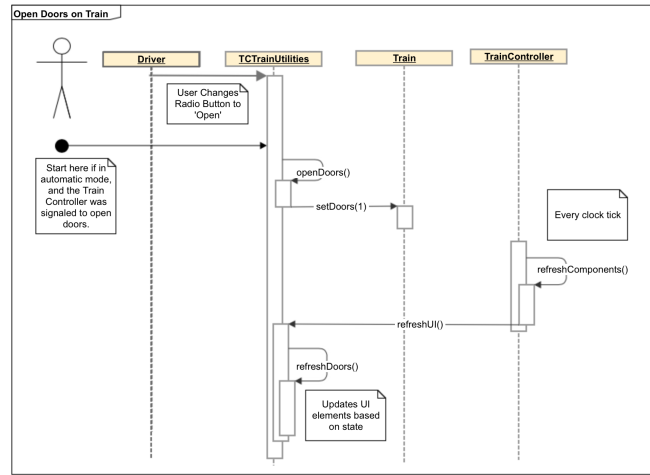 Open Doors on Train
Driver
TCTrainUtilities
Train
TrainController
User Changes
Radio Button to
'Open'
Start here if in
automatic mode,
and the Train
Controller was
signaled to open
doors.
openDoors()
setDoors(1)
Every clock tick
refreshComponents()
refreshUI()
refreshDoors()
Updates UI
elements based
on state